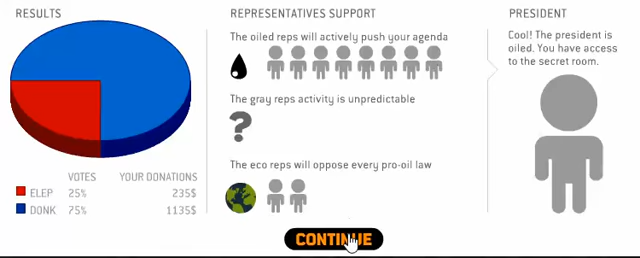 RESULTS
REPRESENTATIVES SUPPORT
PRESIDENT
The oiled reps will actively push your agenda
Cool! The president is
oiled. You have access
to the secret room.
The gray reps activity is unpredictable
?
The eco reps will oppose every pro-oil law
VOTES YOUR DONATIONS
ELEP 25% 235$
DONK 75% 1135$
CONTINUE